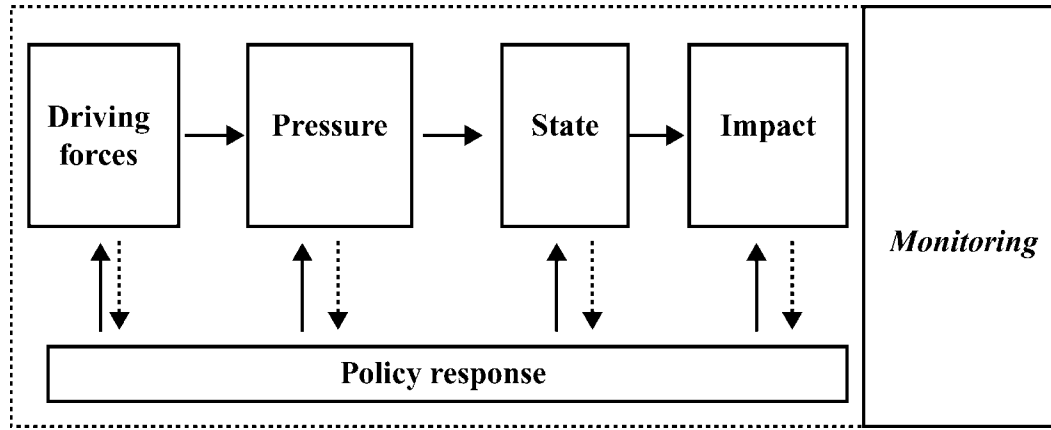 Driving
forces
Pressure
State
Impact
Monitoring
Policy response